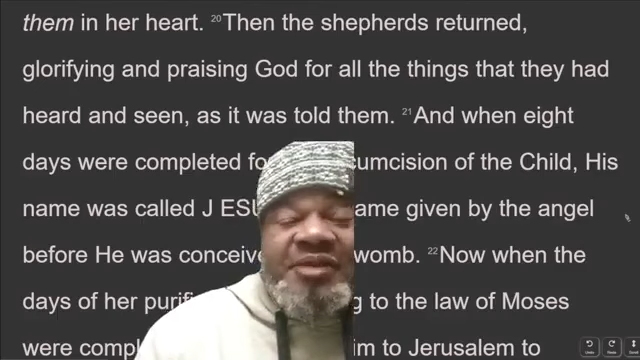 them in her heart. 20Then the shepherds returned,
glorifying and praising God for all the things that they had
heard and seen, as it was told them. 21And when eight
days were completed fo cumcision of the Child, His
name was called J ESU ame given by the angel
before He was conceiv womb. 22Now when the
days of her purif g to the law of Moses
were compl im to Jerusalem to
Undo Redo